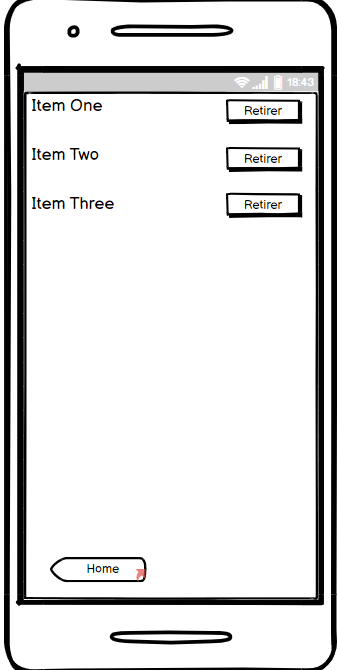 18:43
Item One Retirer
Item Two Retirer
Item Three Retirer
Home